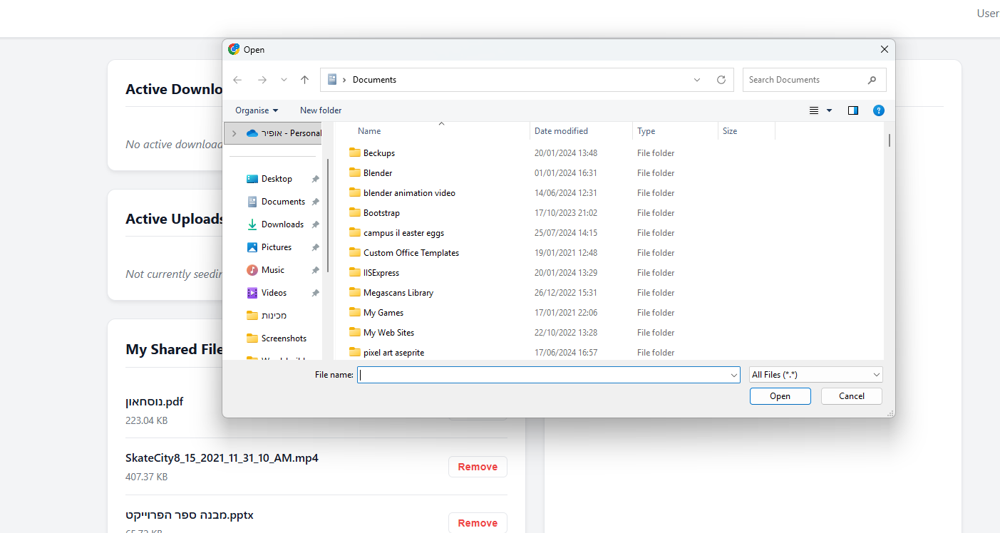 User
Open
Documents
Search Documents
Organise
New folder
אופיר - Personal
Desktop
Documents
Downloads
Pictures
Music
Videos
מכינות
Screenshots
Name
Date modified
Type
Size
Beckups 20/01/2024 13:48 File folder
Blender 01/01/2024 16:31 File folder
blender animation video 14/06/2024 12:31 File folder
Bootstrap 17/10/2023 21:02 File folder
campus il easter eggs 25/07/2024 14:15 File folder
Custom Office Templates 19/01/2021 12:48 File folder
IISExpress 20/01/2024 13:29 File folder
Megascans Library 26/12/2022 15:31 File folder
My Games 17/01/2021 22:06 File folder
My Web Sites 22/10/2022 13:28 File folder
pixel art aseprite 17/06/2024 16:57 File folder
File name:
All Files (*.*)
Open
Cancel
Active Downlo
No active download
Active Uploads
Not currently seedin
My Shared File
נוסחאון.pdf
223.04 KB
SkateCity8_15_2021_11_31_10_AM.mp4
407.37 KB
Remove
מבנה ספר הפרוייקט.pptx
65.72 KB
Remove